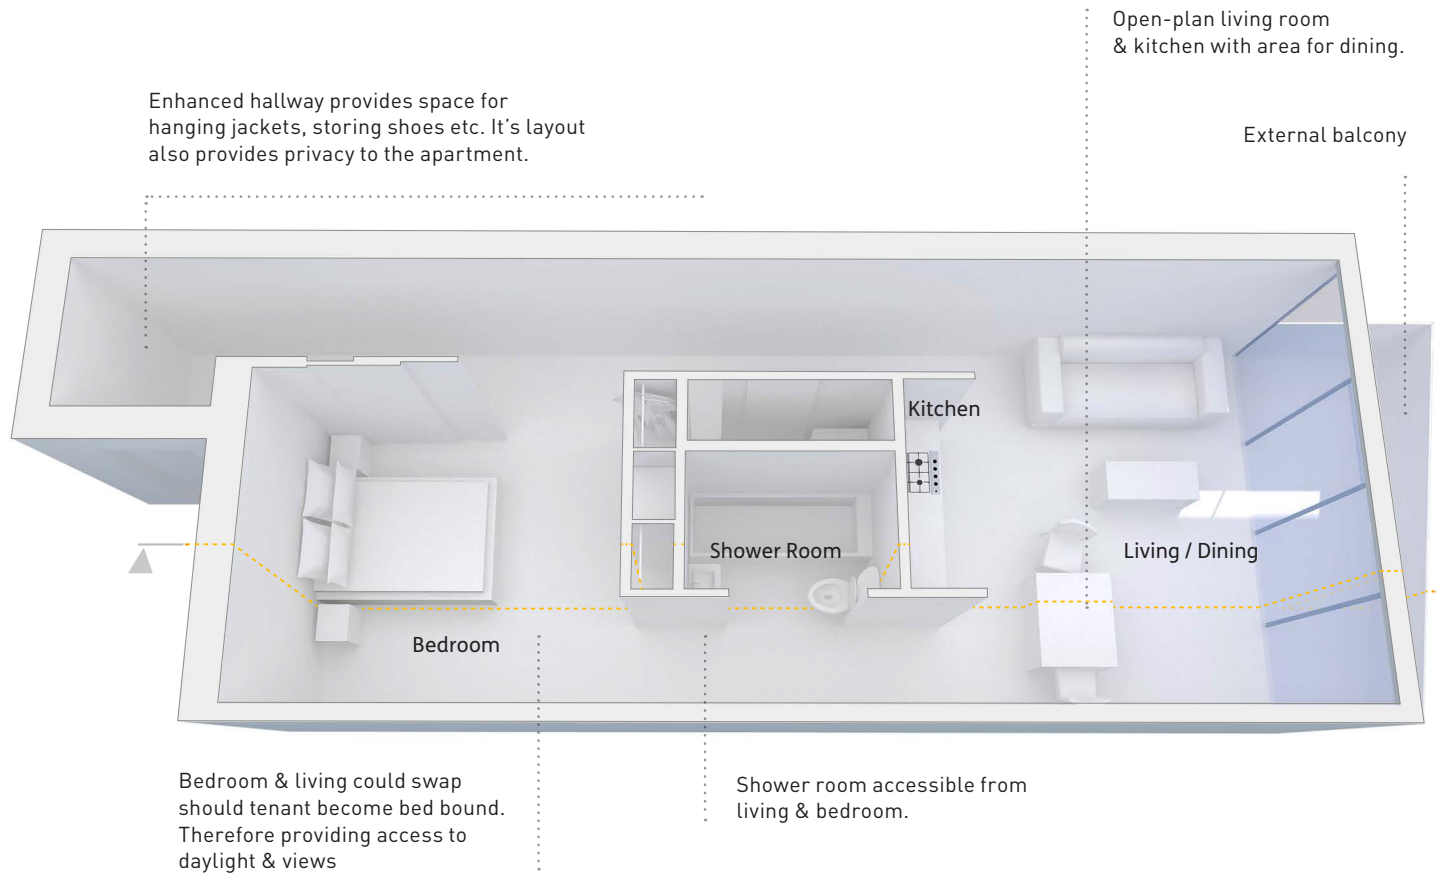 Open-plan living room
& kitchen with area for dining.
Enhanced hallway provides space for
hanging jackets, storing shoes etc. It's layout
also provides privacy to the apartment.
External balcony
Kitchen
Shower Room
Living / Dining
Bedroom
Bedroom & living could swap
should tenant become bed bound.
Therefore providing access to
daylight & views
Shower room accessible from
living & bedroom.